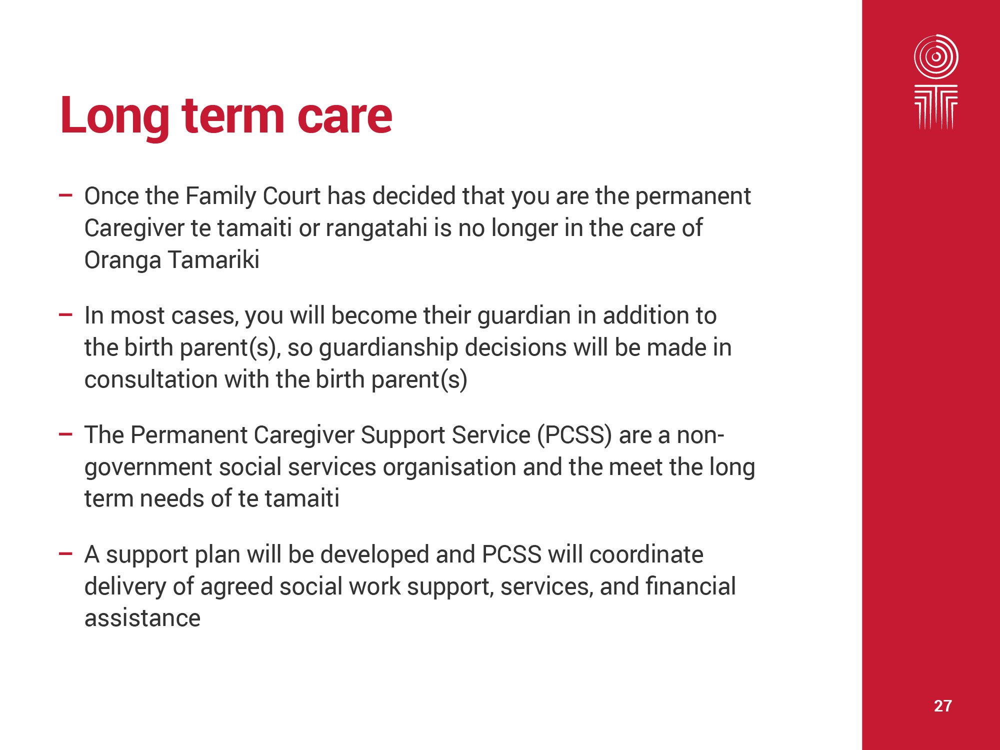 Long term care
– Once the Family Court has decided that you are the permanent
Caregiver te tamaiti or rangatahi is no longer in the care of
Oranga Tamariki
– In most cases, you will become their guardian in addition to
the birth parent(s), so guardianship decisions will be made in
consultation with the birth parent(s)
– The Permanent Caregiver Support Service (PCSS) are a non-
government social services organisation and the meet the long
term needs of te tamaiti
– A support plan will be developed and PCSS will coordinate
delivery of agreed social work support, services, and financial
assistance
27